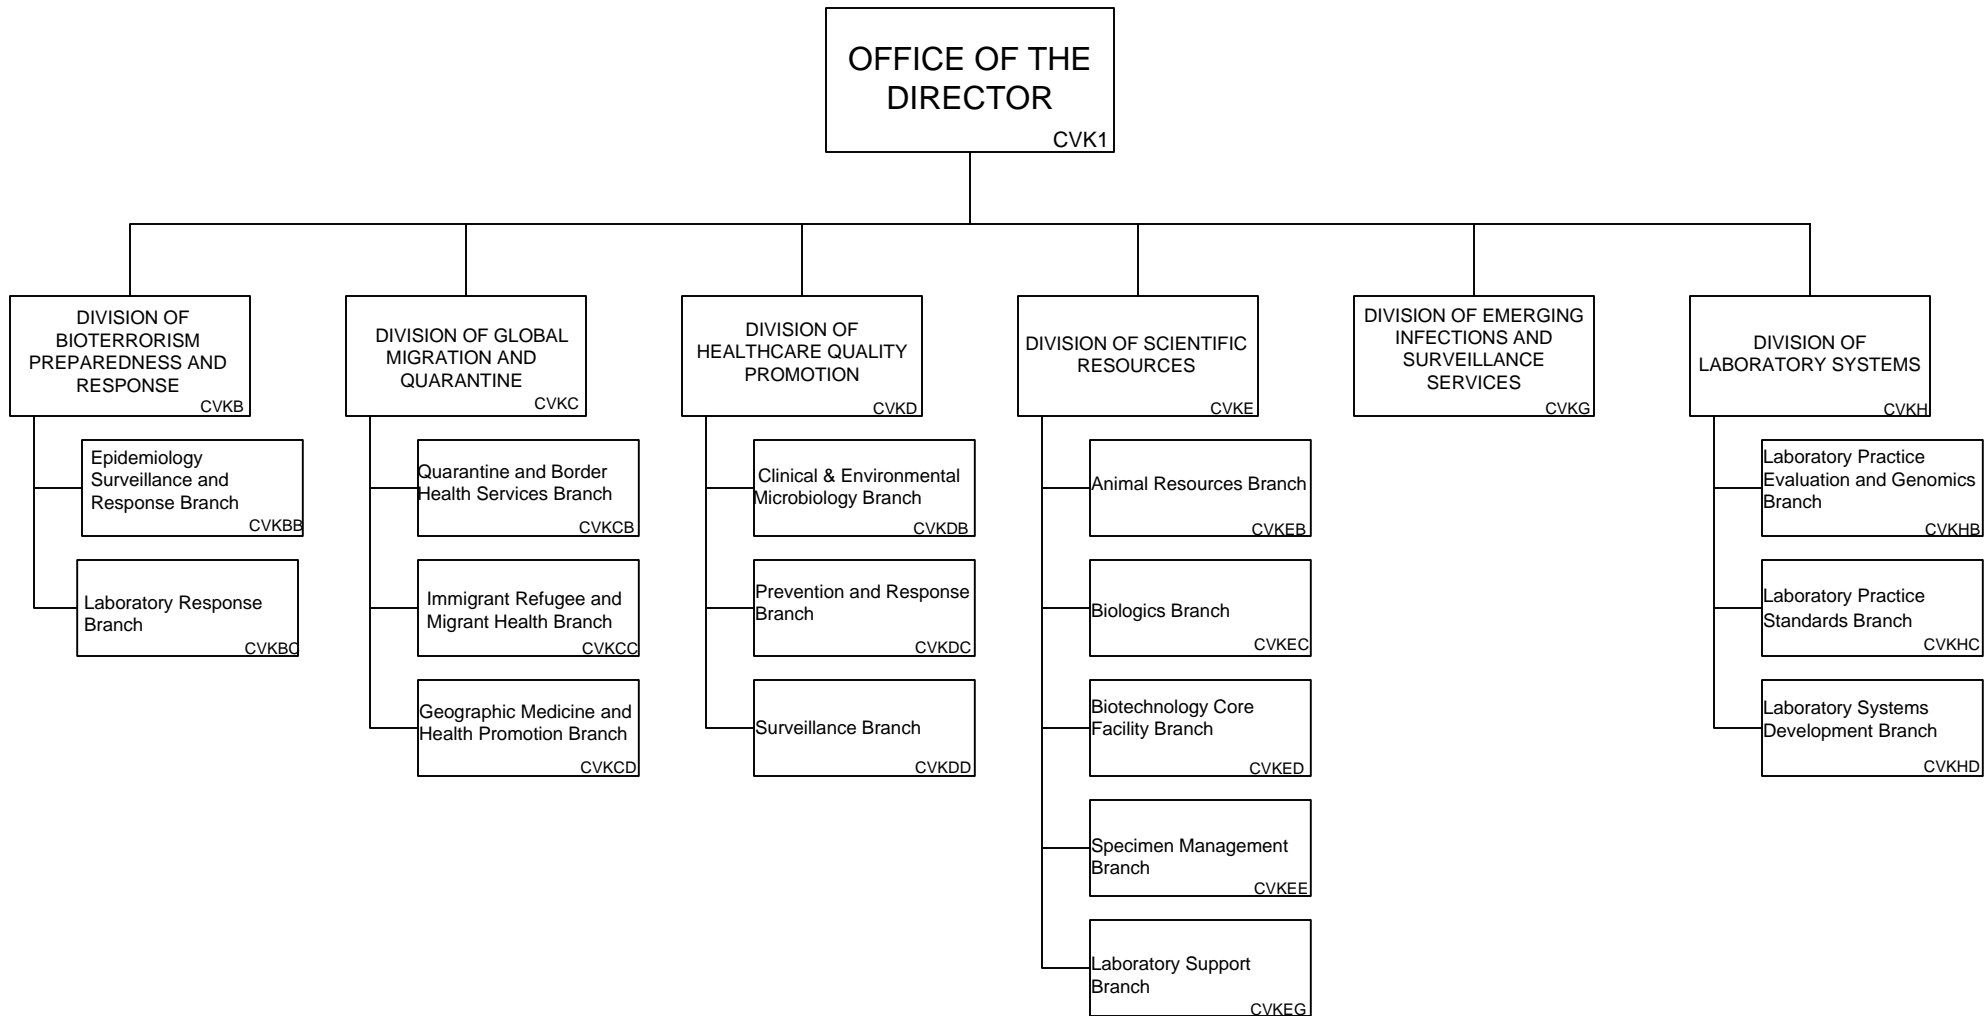 OFFICE OF THE
DIRECTOR
CVK1
DIVISION OF
BIOTERRORISM
PREPAREDNESS AND
RESPONSE
CVKB
Epidemiology
Surveillance and
Response Branch
CVKBB
Laboratory Response
Branch
CVKBC
DIVISION OF GLOBAL
MIGRATION AND
QUARANTINE
CVKC
Quarantine and Border
Health Services Branch
CVKCB
Immigrant Refugee and
Migrant Health Branch
CVKCC
Geographic Medicine and
Health Promotion Branch
CVKCD
DIVISION OF
HEALTHCARE QUALITY
PROMOTION
CVKD
Clinical & Environmental
Microbiology Branch
CVKDB
Prevention and Response
Branch
CVKDC
Surveillance Branch
CVKDD
DIVISION OF SCIENTIFIC
RESOURCES
CVKE
Animal Resources Branch
CVKEB
Biologics Branch
CVKEC
Biotechnology Core
Facility Branch
CVKED
Specimen Management
Branch
CVKEE
Laboratory Support
Branch
CVKEG
DIVISION OF EMERGING
INFECTIONS AND
SURVEILLANCE
SERVICES
CVKG
DIVISION OF
LABORATORY SYSTEMS
CVKH
Laboratory Practice
Evaluation and Genomics
Branch
CVKHB
Laboratory Practice
Standards Branch
CVKHC
Laboratory Systems
Development Branch
CVKHD